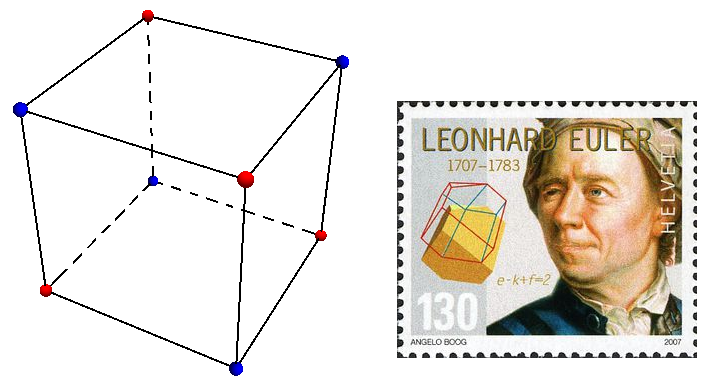 LEONHARD EULER
1707–1783
HELVETIA
e-k+f=2
130
ANGELO BOOG
2007